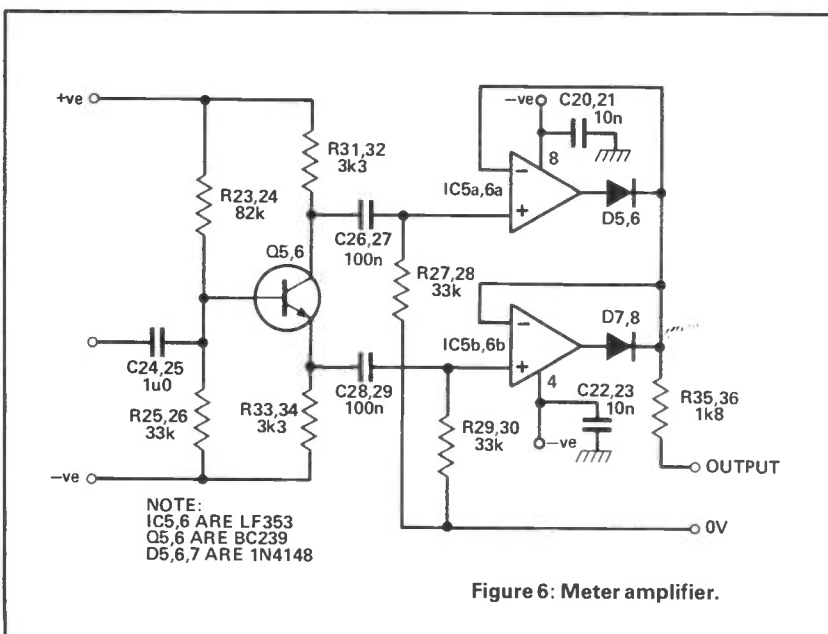 +ve
R31,32
3k3
R23,24
82k
Q5,6
C24,25
1u0
R25,26
33k
R33,34
3k3
-ve
C26,27
100n
R27,28
33k
C28,29
100n
R29,30
33k
-ve
C20,21
10n
8
IC5a,6a
-
+
D5,6
IC5b,6b
-
+
D7,8
4
-ve
C22,23
10n
R35,36
1k8
OUTPUT
0V
NOTE:
IC5,6 ARE LF353
Q5,6 ARE BC239
D5,6,7 ARE 1N4148
Figure 6: Meter amplifier.